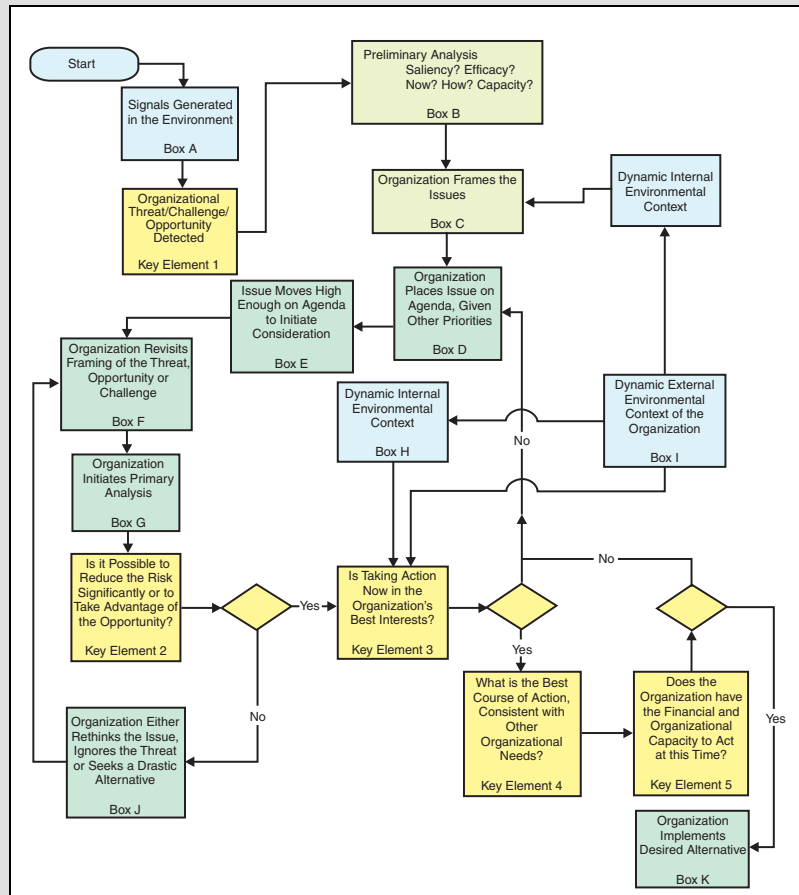 Start
Signals Generated
in the Environment
Box A
Organizational
Threat/Challenge/
Opportunity
Detected
Key Element 1
Preliminary Analysis
Saliency? Efficacy?
Now? How? Capacity?
Box B
Organization Frames the
Issues
Box C
Dynamic Internal
Environmental
Context
Organization
Places Issue on
Agenda, Given
Other Priorities
Box D
Issue Moves High
Enough on Agenda
to Initiate
Consideration
Box E
Organization Revisits
Framing of the Threat,
Opportunity or
Challenge
Box F
Dynamic Internal
Environmental
Context
Box H
Dynamic External
Environmental
Context of the
Organization
Box I
No
Organization
Initiates Primary
Analysis
Box G
Is it Possible to
Reduce the Risk
Significantly or to
Take Advantage of
the Opportunity?
Key Element 2
Yes
No
Is Taking Action
Now in the
Organization's
Best Interests?
Key Element 3
No
Yes
What is the Best
Course of Action,
Consistent with
Other
Organizational
Needs?
Key Element 4
Does the
Organization have
the Financial and
Organizational
Capacity to Act
at this Time?
Key Element 5
Yes
Organization Either
Rethinks the Issue,
Ignores the Threat
or Seeks a Drastic
Alternative
Box J
Organization
Implements
Desired Alternative
Box K